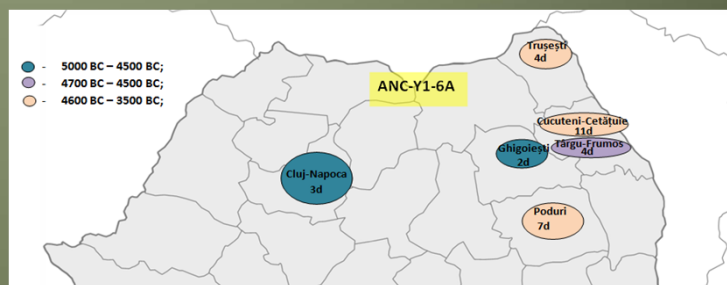 - 5000 BC – 4500 BC;
- 4700 BC – 4500 BC;
- 4600 BC – 3500 BC;
ANC-Y1-6A
Trușești
4d
Cucuteni-Cetățuie
11d
Târgu-Frumos
4d
Ghigoiești
2d
Cluj-Napoca
3d
Poduri
7d